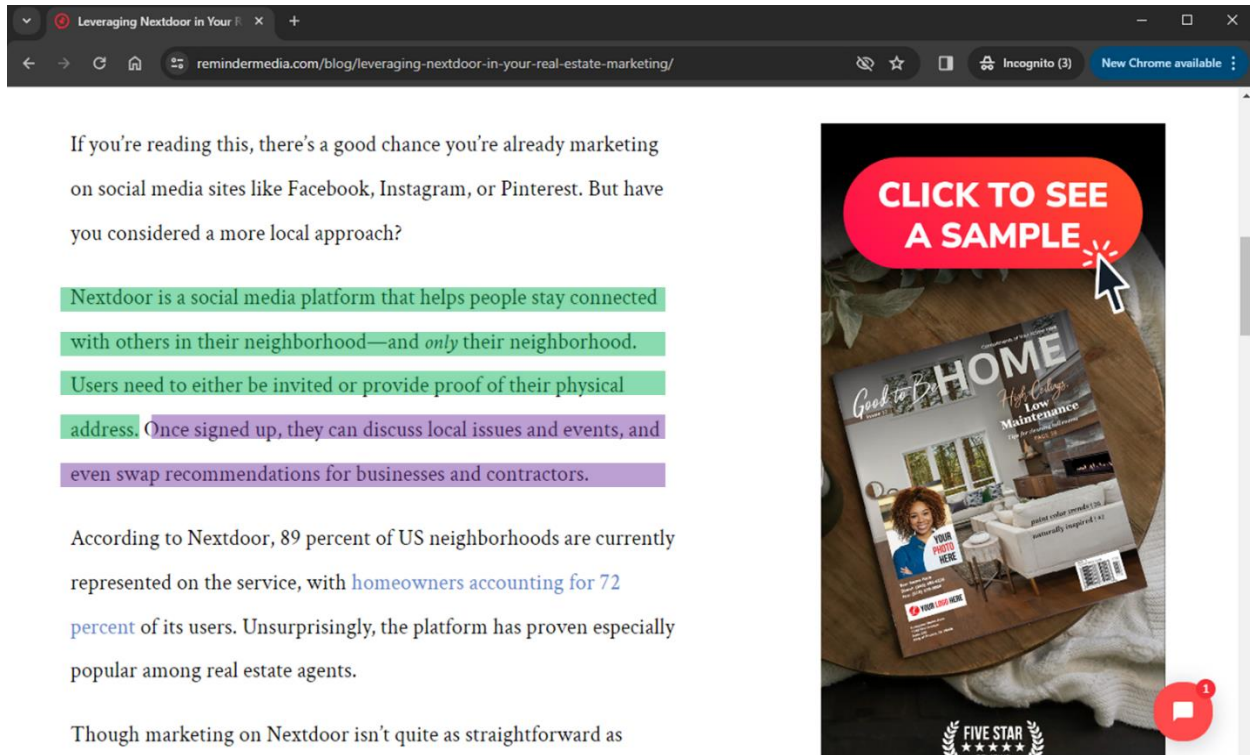 Leveraging Nextdoor in Your R
remindermedia.com/blog/leveraging-nextdoor-in-your-real-estate-marketing/
Incognito (3)
New Chrome available
If you’re reading this, there’s a good chance you’re already marketing
on social media sites like Facebook, Instagram, or Pinterest. But have
you considered a more local approach?
Nextdoor is a social media platform that helps people stay connected
with others in their neighborhood—and only their neighborhood.
Users need to either be invited or provide proof of their physical
address. Once signed up, they can discuss local issues and events, and
even swap recommendations for businesses and contractors.
According to Nextdoor, 89 percent of US neighborhoods are currently
represented on the service, with homeowners accounting for 72
percent of its users. Unsurprisingly, the platform has proven especially
popular among real estate agents.
Though marketing on Nextdoor isn’t quite as straightforward as
CLICK TO SEE
A SAMPLE
Good to Be HOME
High Ceilings,
Low
Maintenance
paint color trends
naturally inspired
YOUR
PHOTO
HERE
YOUR LOGO HERE
FIVE STAR
1